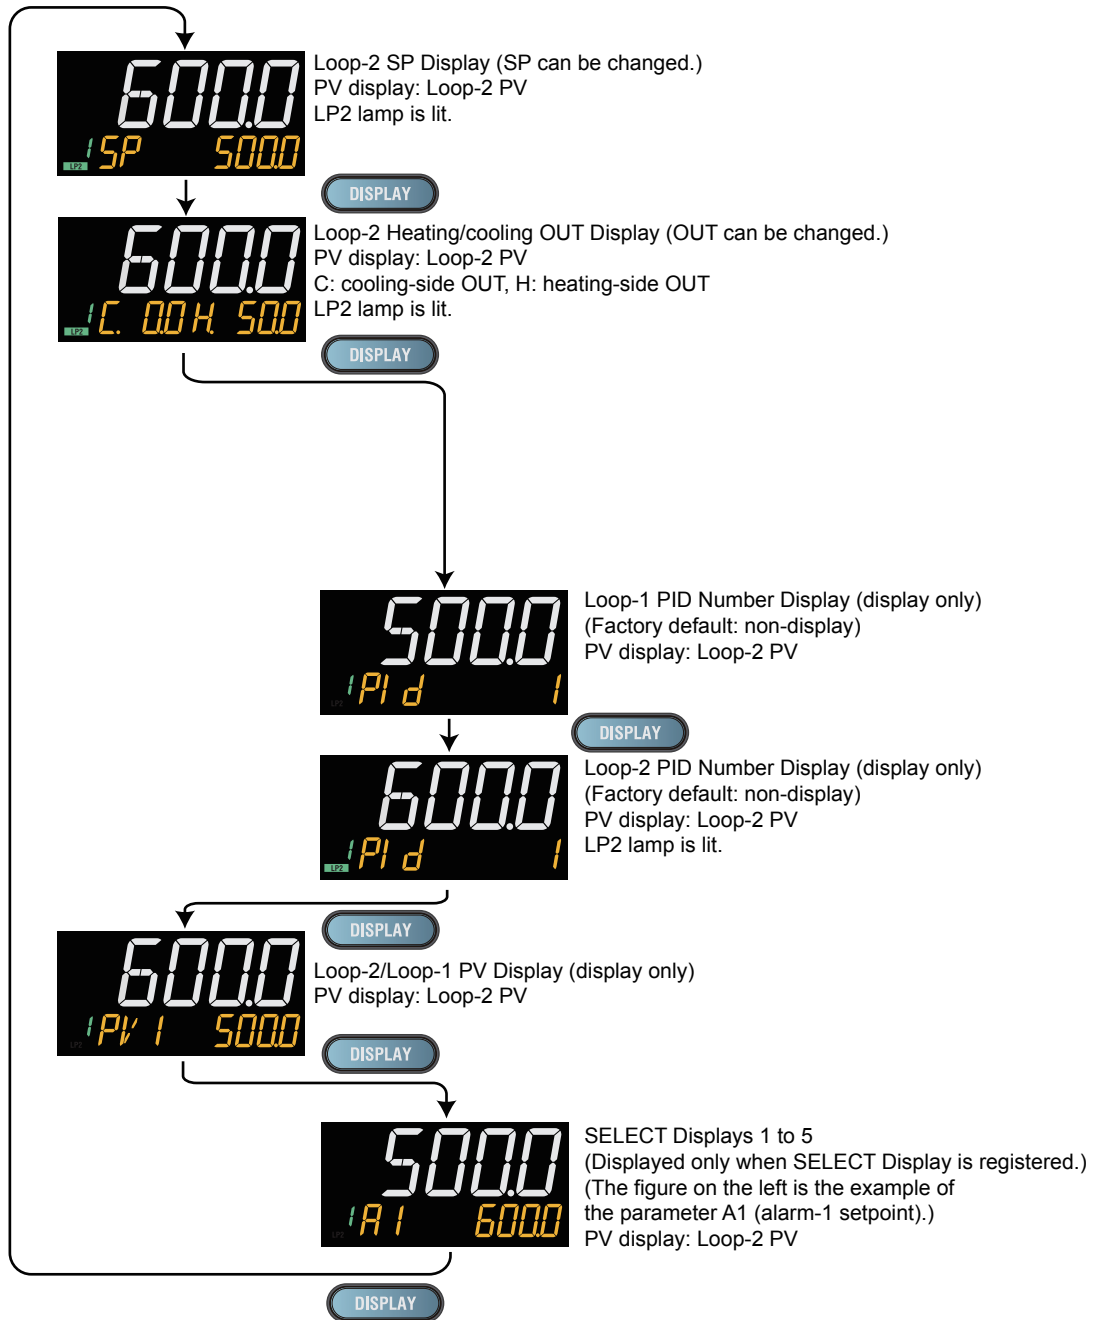 600.0
Loop-2 SP Display (SP can be changed.)
PV display: Loop-2 PV
LP2 lamp is lit.
LP2 1 SP 500.0
DISPLAY
600.0
Loop-2 Heating/cooling OUT Display (OUT can be changed.)
PV display: Loop-2 PV
C: cooling-side OUT, H: heating-side OUT
LP2 lamp is lit.
LP2 1 C. 0.0 H. 50.0
DISPLAY
500.0
Loop-1 PID Number Display (display only)
(Factory default: non-display)
PV display: Loop-2 PV
LP2 1 PId 1
DISPLAY
600.0
Loop-2 PID Number Display (display only)
(Factory default: non-display)
PV display: Loop-2 PV
LP2 lamp is lit.
LP2 1 PId 1
DISPLAY
600.0
Loop-2/Loop-1 PV Display (display only)
PV display: Loop-2 PV
LP2 1 PV 1 500.0
DISPLAY
500.0
SELECT Displays 1 to 5
(Displayed only when SELECT Display is registered.)
(The figure on the left is the example of
the parameter A1 (alarm-1 setpoint).)
PV display: Loop-2 PV
LP2 1 A1 600.0
DISPLAY